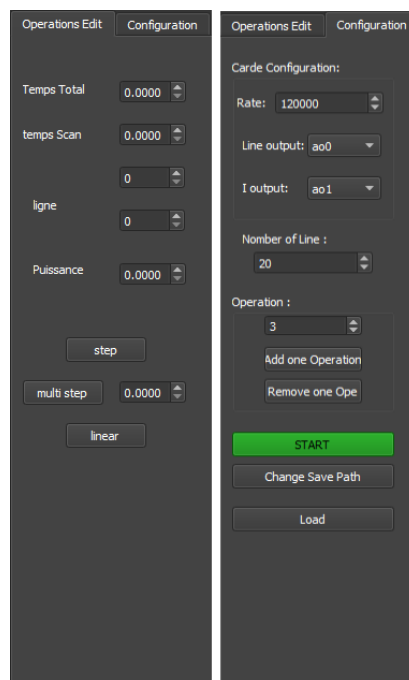 Operations Edit Configuration
Temps Total 0.0000
temps Scan 0.0000
0
ligne
0
Puissance 0.0000
step
multi step 0.0000
linear
Operations Edit Configuration
Carde Configuration:
Rate: 120000
Line output: ao0
I output: ao1
Nomber of Line :
20
Operation :
3
Add one Operation
Remove one Ope
START
Change Save Path
Load